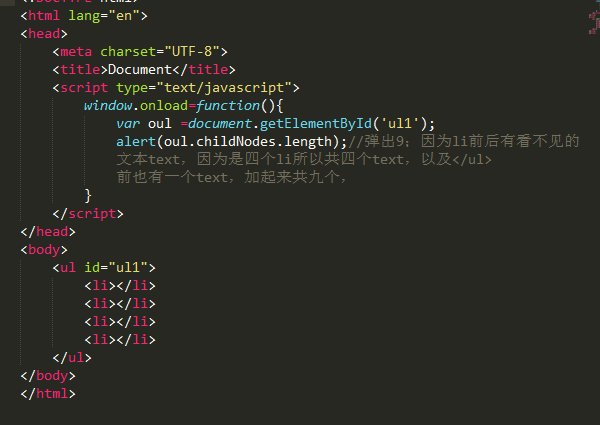 <html lang="en">
<head>
    <meta charset="UTF-8">
    <title>Document</title>
    <script type="text/javascript">
        window.onload=function(){
            var oul =document.getElementById('ul1');
            alert(oul.childNodes.length);//弹出9；因为li前后有看不见的
            文本text，因为是四个li所以共四个text，以及</ul>
            前也有一个text，加起来共九个，
        }
    </script>
</head>
<body>
    <ul id="ul1">
        <li></li>
        <li></li>
        <li></li>
        <li></li>
    </ul>
</body>
</html>